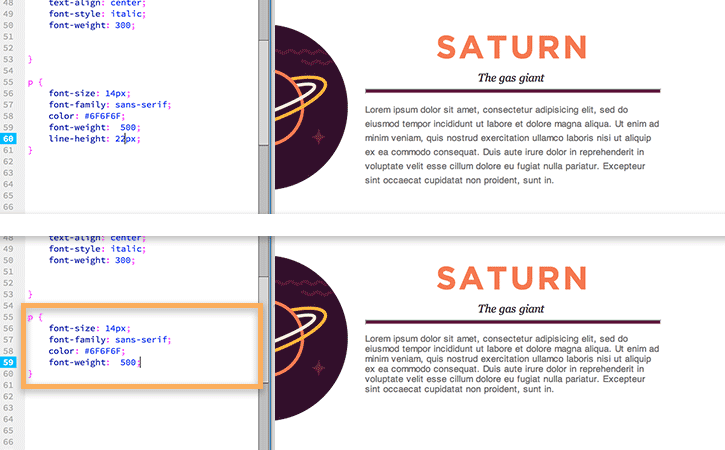 48 text-align: center;
49 font-style: italic;
50 font-weight: 300;
51
52
53 }
54
55 p {
56 font-size: 14px;
57 font-family: sans-serif;
58 color: #6F6F6F;
59 font-weight:  500;
60 line-height: 22px;
61 }
62
63
64
65
66
SATURN
The gas giant
Lorem ipsum dolor sit amet, consectetur adipisicing elit, sed do
eiusmod tempor incididunt ut labore et dolore magna aliqua. Ut enim ad
minim veniam, quis nostrud exercitation ullamco laboris nisi ut aliquip
ex ea commodo consequat. Duis aute irure dolor in reprehenderit in
voluptate velit esse cillum dolore eu fugiat nulla pariatur. Excepteur
sint occaecat cupidatat non proident, sunt in.
48 text-align: center;
49 font-style: italic;
50 font-weight: 300;
51
52
53 }
54
55 p {
56 font-size: 14px;
57 font-family: sans-serif;
58 color: #6F6F6F;
59 font-weight:  500;
60 }
61
62
63
64
65
66
SATURN
The gas giant
Lorem ipsum dolor sit amet, consectetur adipisicing elit, sed do
eiusmod tempor incididunt ut labore et dolore magna aliqua. Ut enim ad
minim veniam, quis nostrud exercitation ullamco laboris nisi ut aliquip
ex ea commodo consequat. Duis aute irure dolor in reprehenderit in
voluptate velit esse cillum dolore eu fugiat nulla pariatur. Excepteur
sint occaecat cupidatat non proident, sunt in.